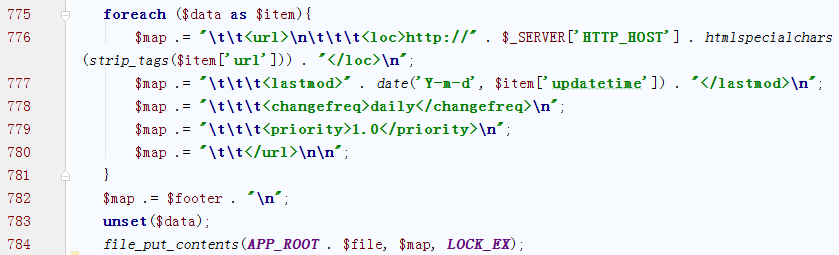 775 foreach ($data as $item){
776 $map .= "\t\t<url>\n\t\t\t<loc>http://" . $_SERVER['HTTP_HOST'] . htmlspecialchars
(strip_tags($item['url'])) . "</loc>\n";
777 $map .= "\t\t\t<lastmod>" . date('Y-m-d', $item['updatetime']) . "</lastmod>\n";
778 $map .= "\t\t\t<changefreq>daily</changefreq>\n";
779 $map .= "\t\t\t<priority>1.0</priority>\n";
780 $map .= "\t\t</url>\n\n";
781 }
782 $map .= $footer . "\n";
783 unset($data);
784 file_put_contents(APP_ROOT . $file, $map, LOCK_EX);